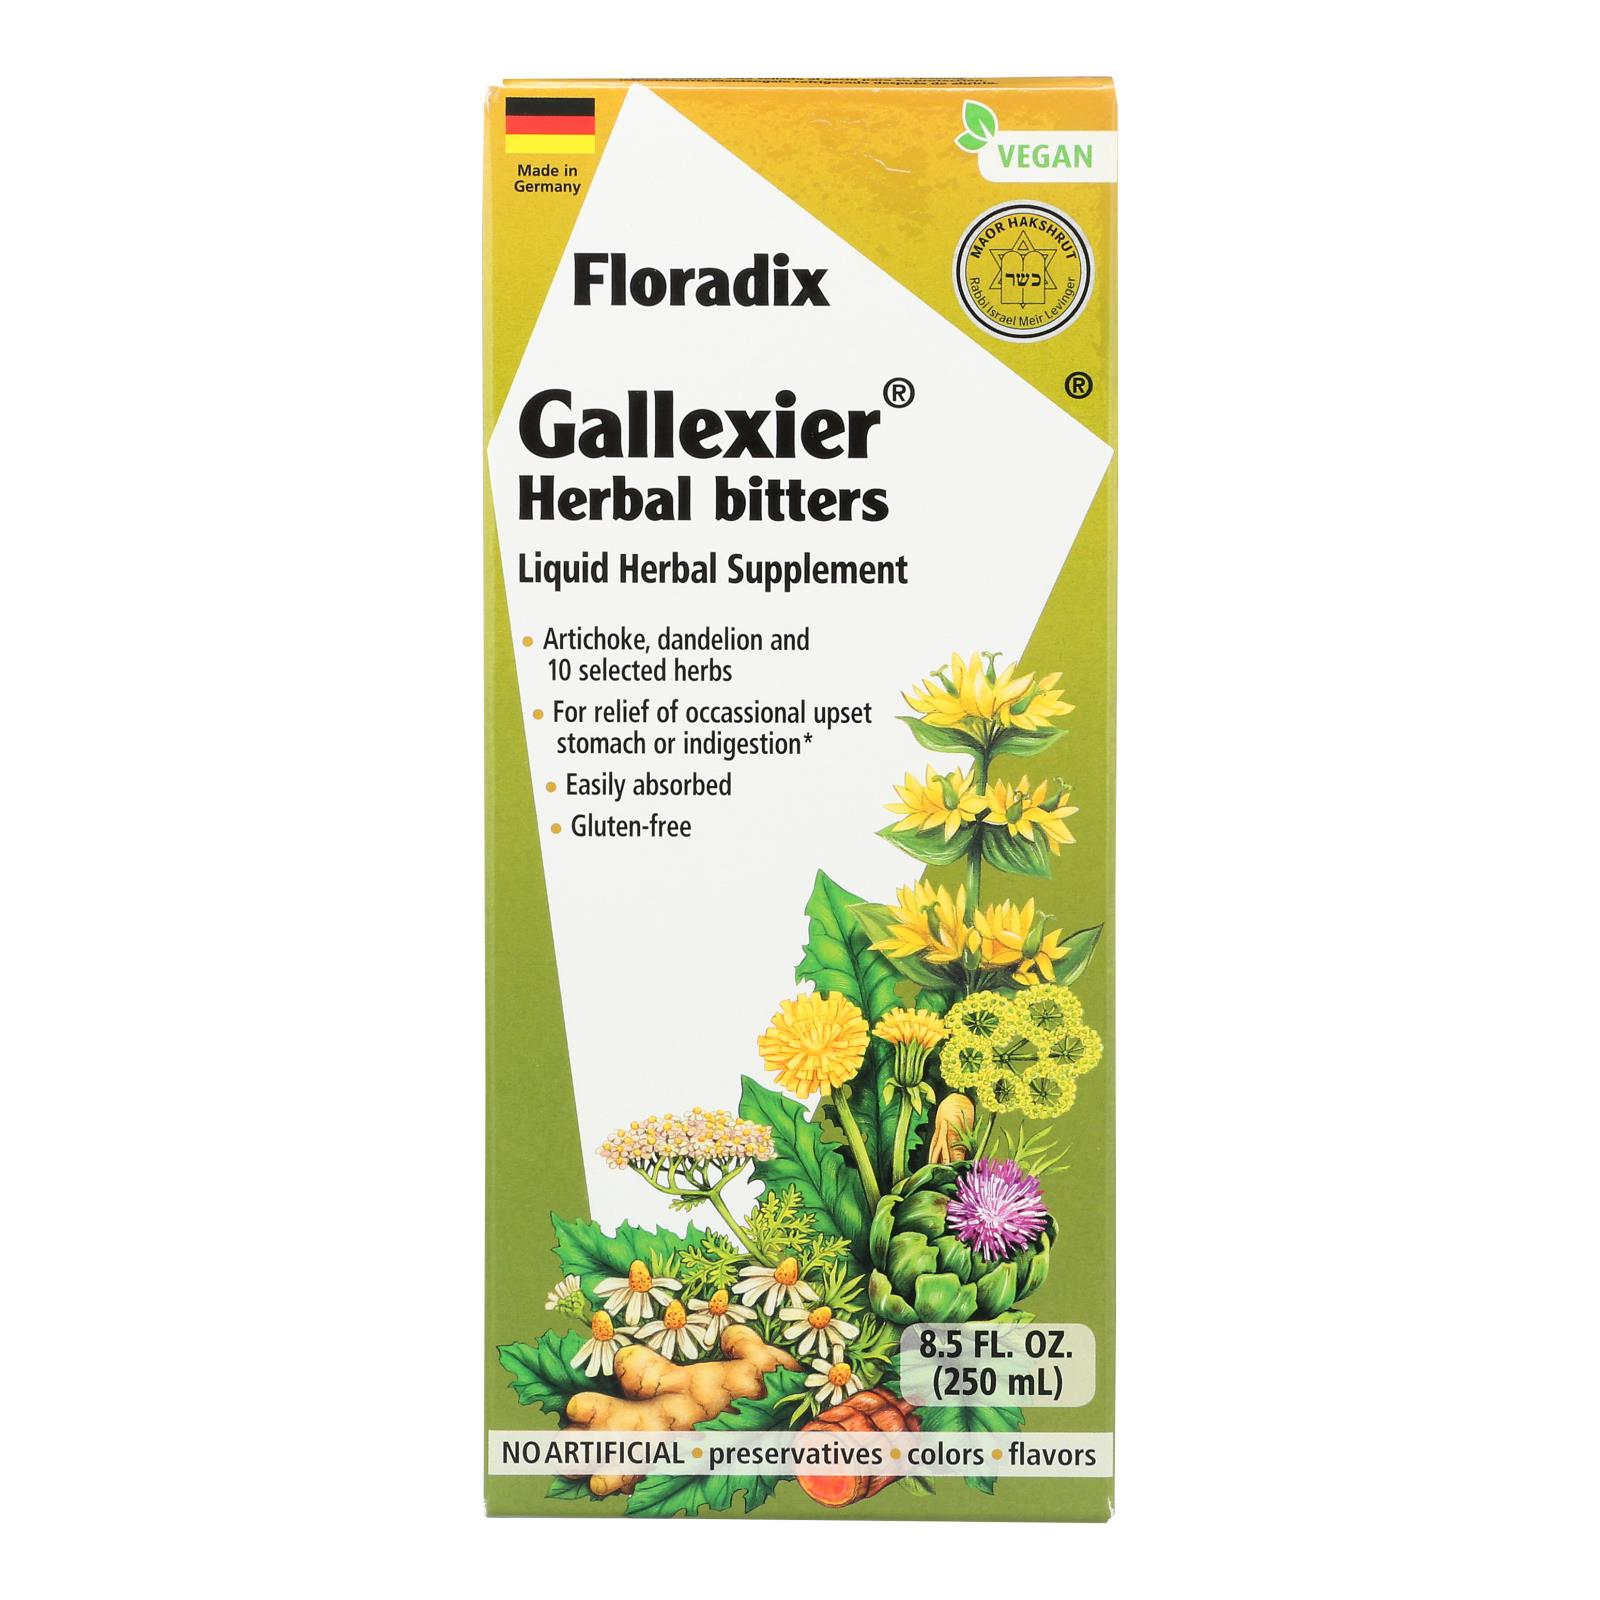 Made in
Germany
VEGAN
MAOR HAKSHRUT
כשר
Rabbi Israel Meir Levinger
Floradix
®
Gallexier®
Herbal bitters
Liquid Herbal Supplement
• Artichoke, dandelion and
10 selected herbs
• For relief of occassional upset
stomach or indigestion*
• Easily absorbed
• Gluten-free
8.5 FL. OZ.
(250 mL)
NO ARTIFICIAL • preservatives • colors • flavors